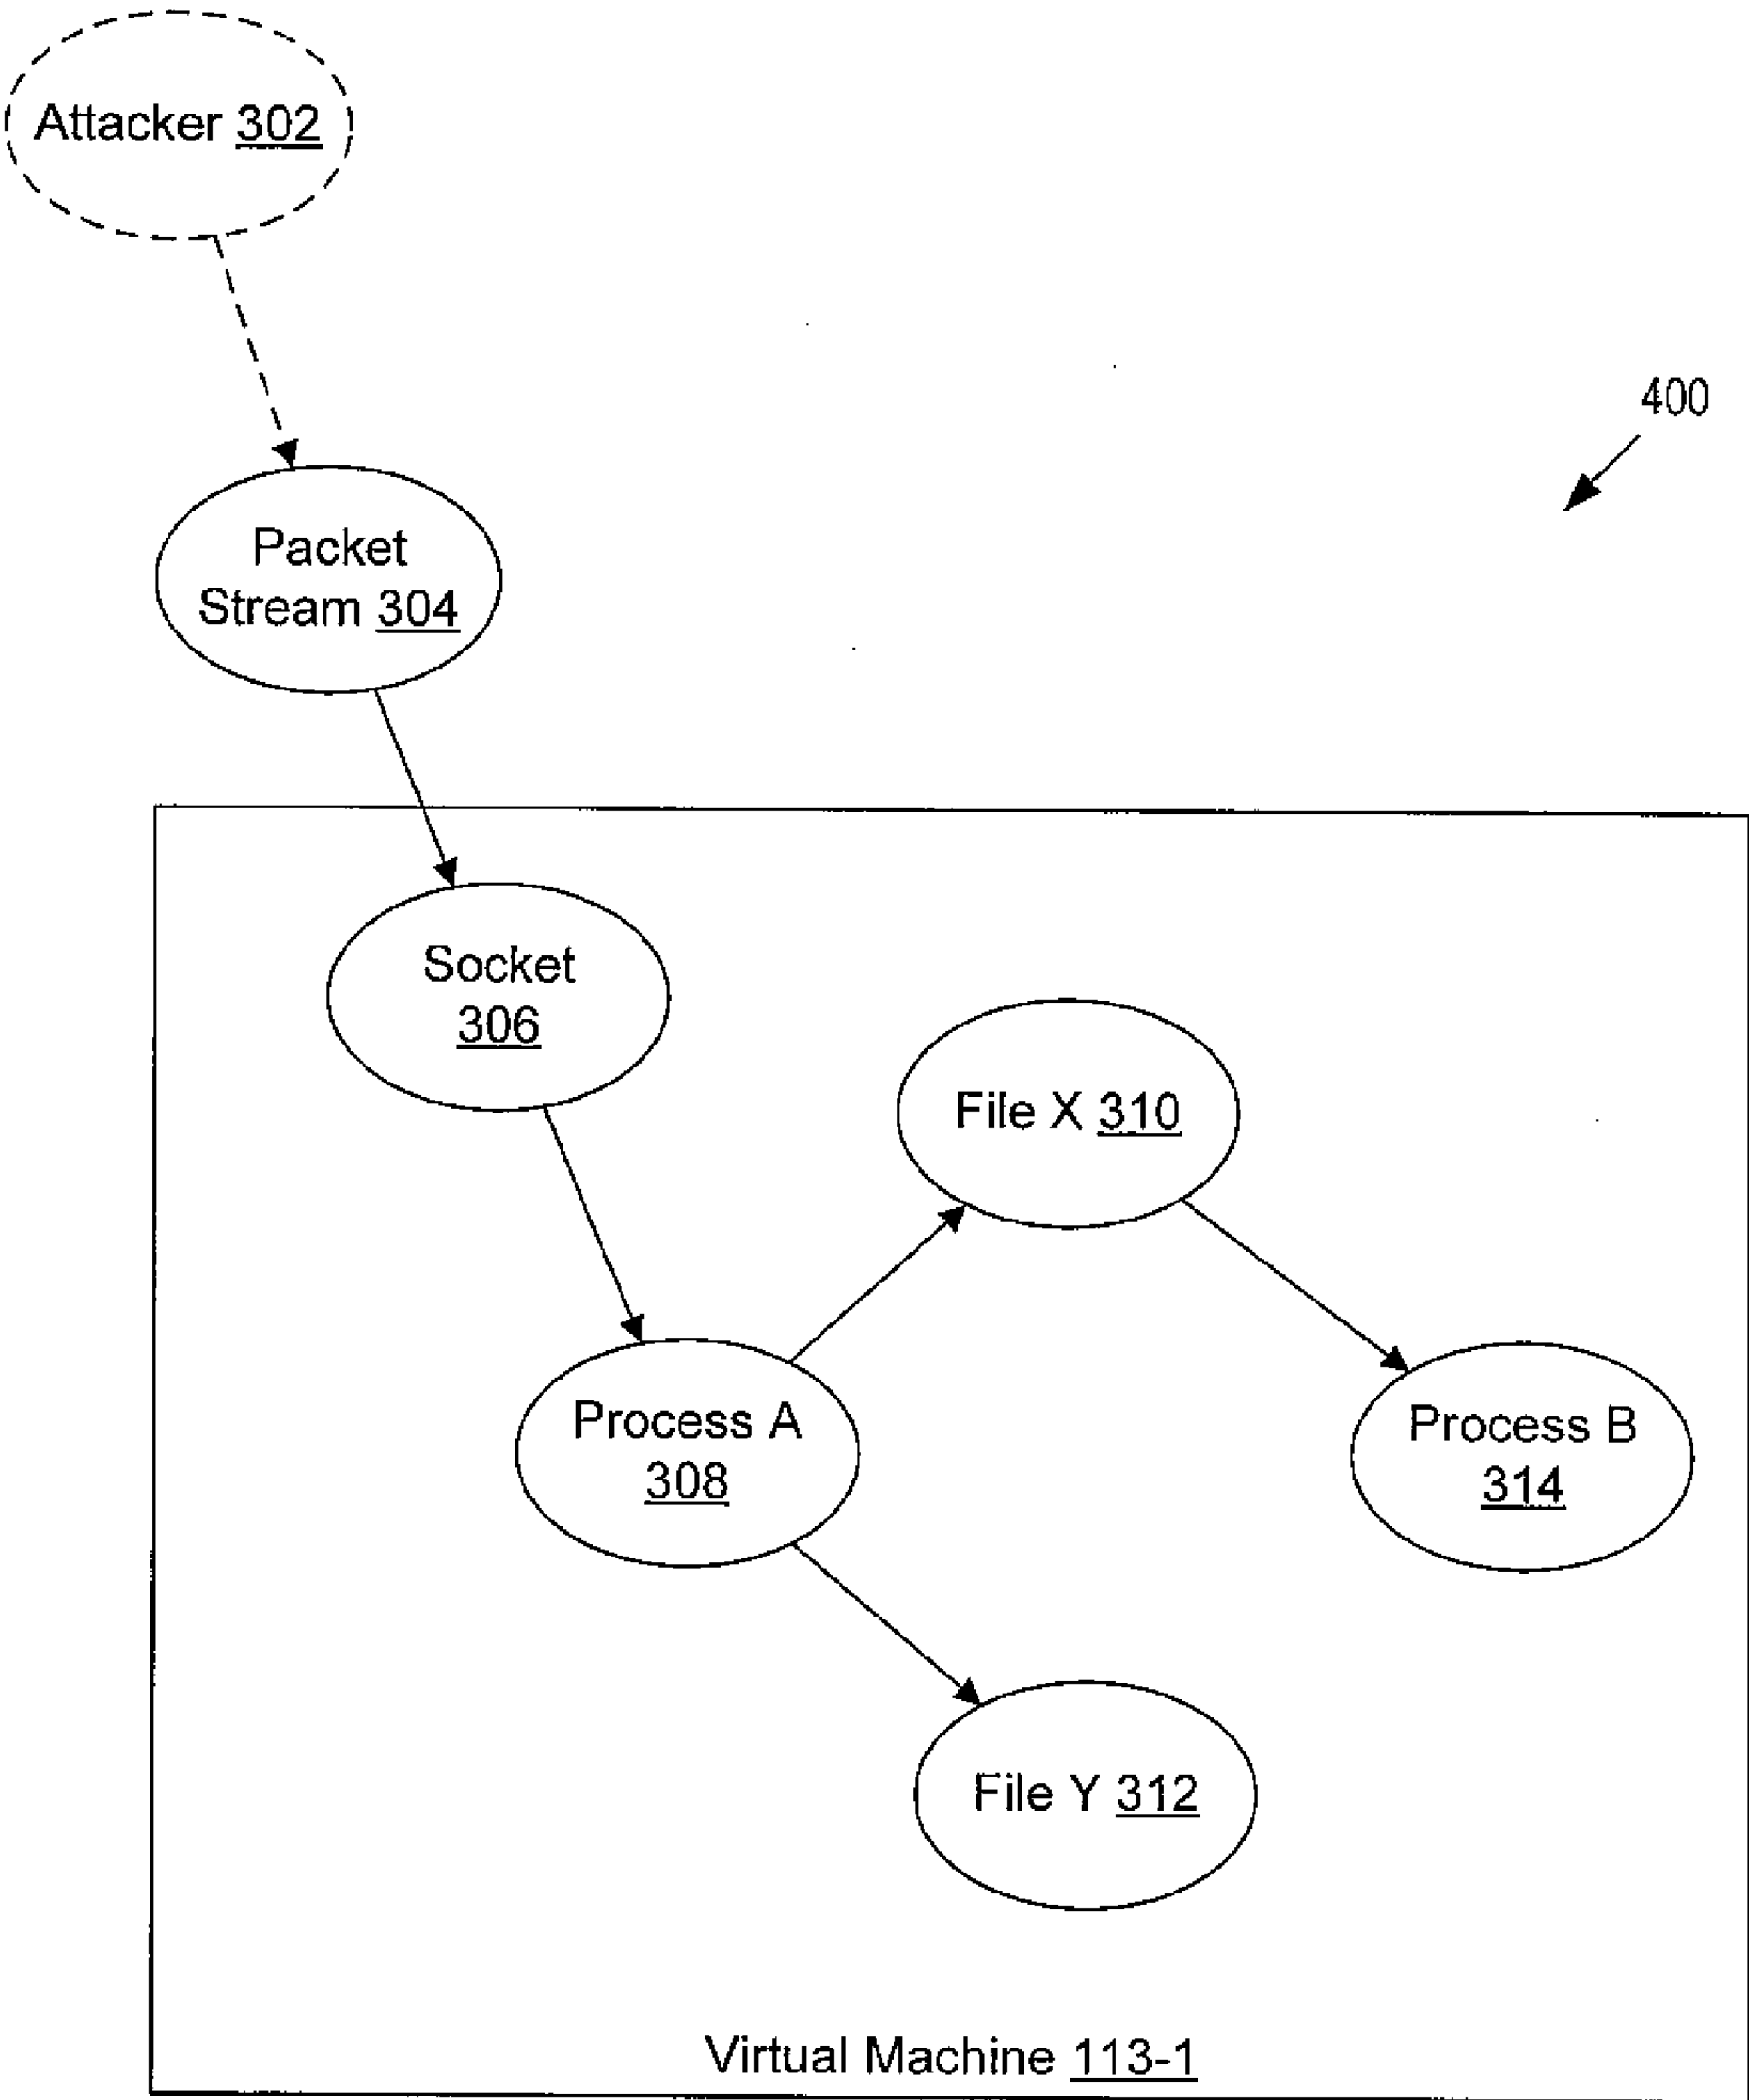 Attacker 302
400
Packet
Stream 304
Socket
306
File X 310
Process A
308
Process B
314
File Y 312
Virtual Machine 113-1